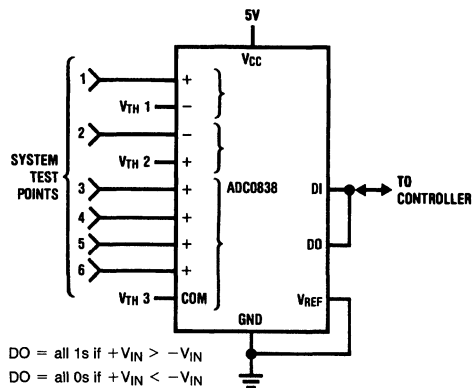 5V
VCC
1 +
VTH 1 −
2 −
VTH 2 +
SYSTEM
TEST
POINTS
3 +
4 +
5 +
6 +
VTH 3 COM
ADC0838
DI
TO
CONTROLLER
DO
VREF
GND
DO = all 1s if +VIN > −VIN
DO = all 0s if +VIN < −VIN